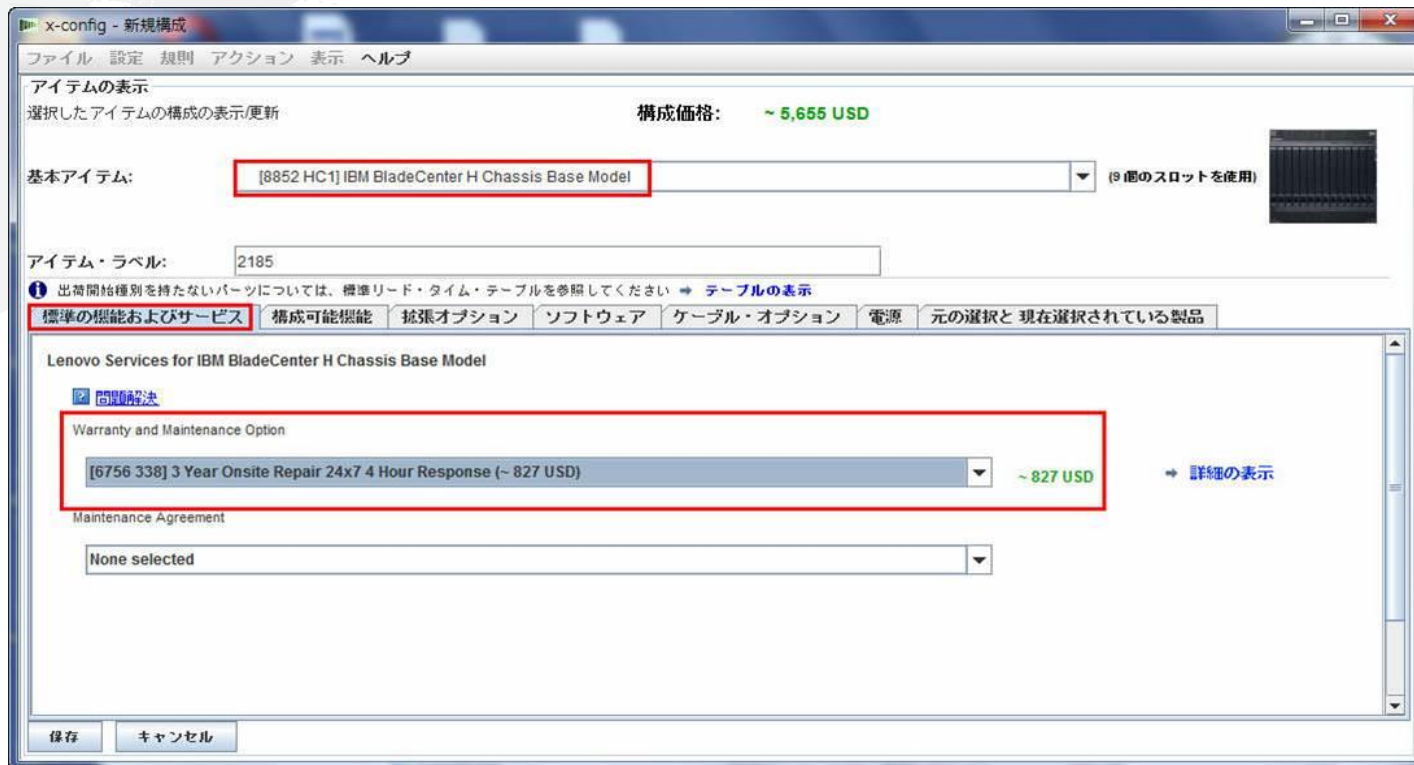 x-config - 新規構成
ファイル 設定 規則 アクション 表示 ヘルプ
アイテムの表示
選択したアイテムの構成の表示/更新 構成価格: ~ 5,655 USD
基本アイテム: [8852 HC1] IBM BladeCenter H Chassis Base Model (9 個のスロットを使用)
アイテム・ラベル: 2185
出荷開始種別を持たないパーツについては、標準リード・タイム・テーブルを参照してください ➡ テーブルの表示
標準の機能およびサービス 構成可能機能 拡張オプション ソフトウェア ケーブル・オプション 電源 元の選択と 現在選択されている製品
Lenovo Services for IBM BladeCenter H Chassis Base Model
? 問題解決
Warranty and Maintenance Option
[6756 338] 3 Year Onsite Repair 24x7 4 Hour Response (~ 827 USD) ~ 827 USD ➡ 詳細の表示
Maintenance Agreement
None selected
保存 キャンセル